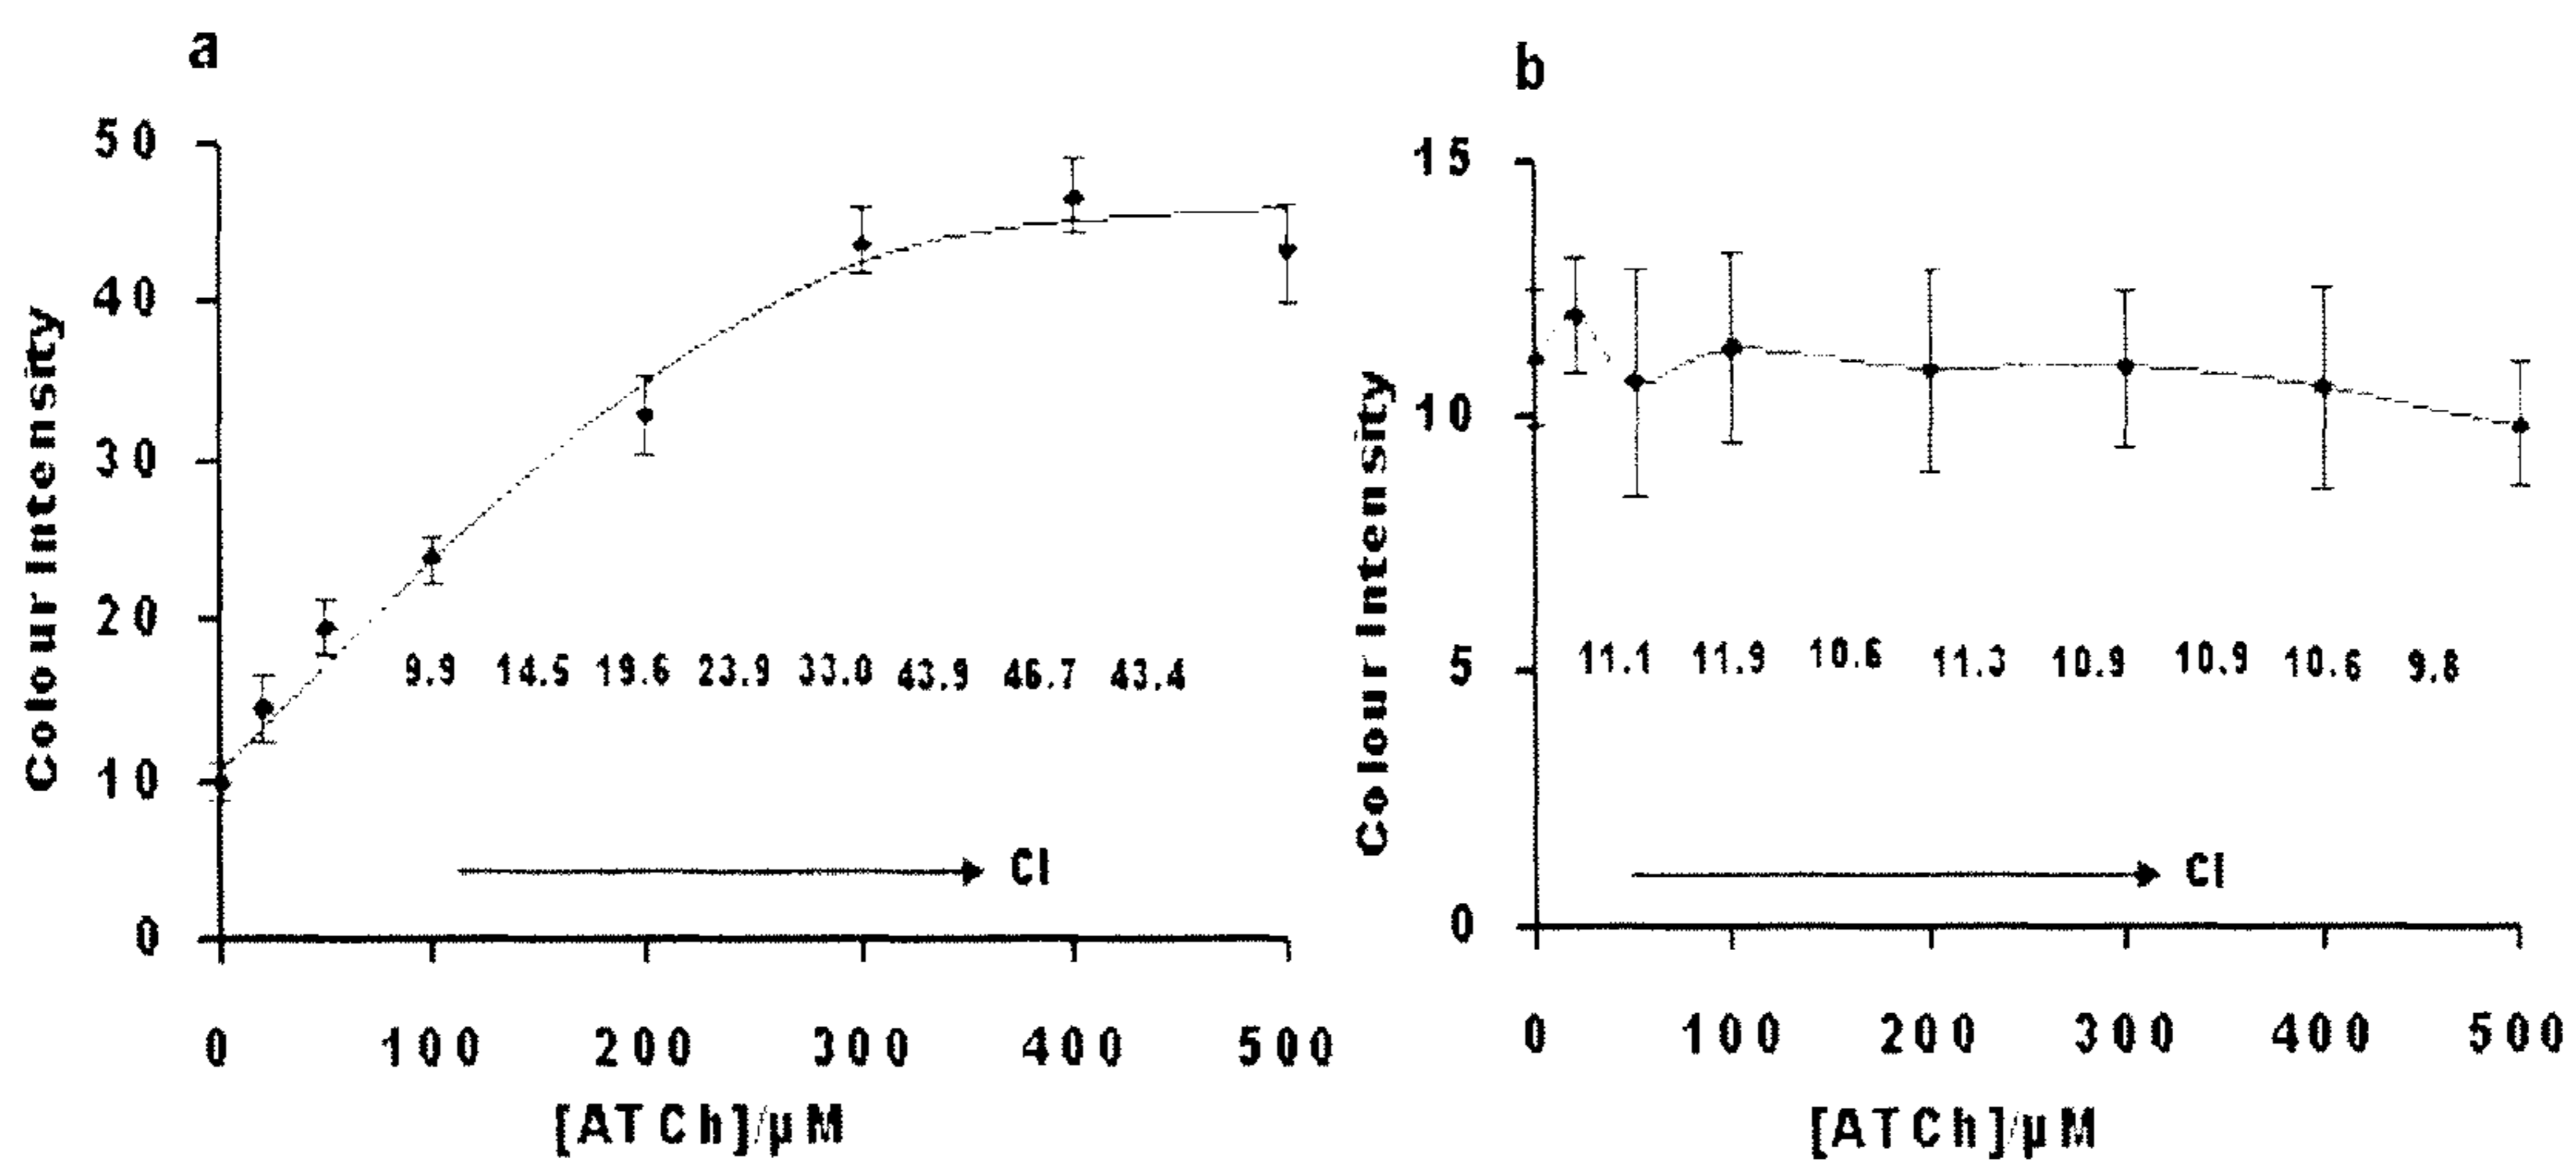 a
50
40
30
20
10
0
Colour Intensity
9.9 14.5 19.6 23.9 33.0 43.9 46.7 43.4
CI
0 100 200 300 400 500
[ATCh]/µM
b
15
10
5
0
Colour Intensity
11.1 11.9 10.6 11.3 10.9 10.9 10.6 9.8
CI
0 100 200 300 400 500
[ATCh]/µM